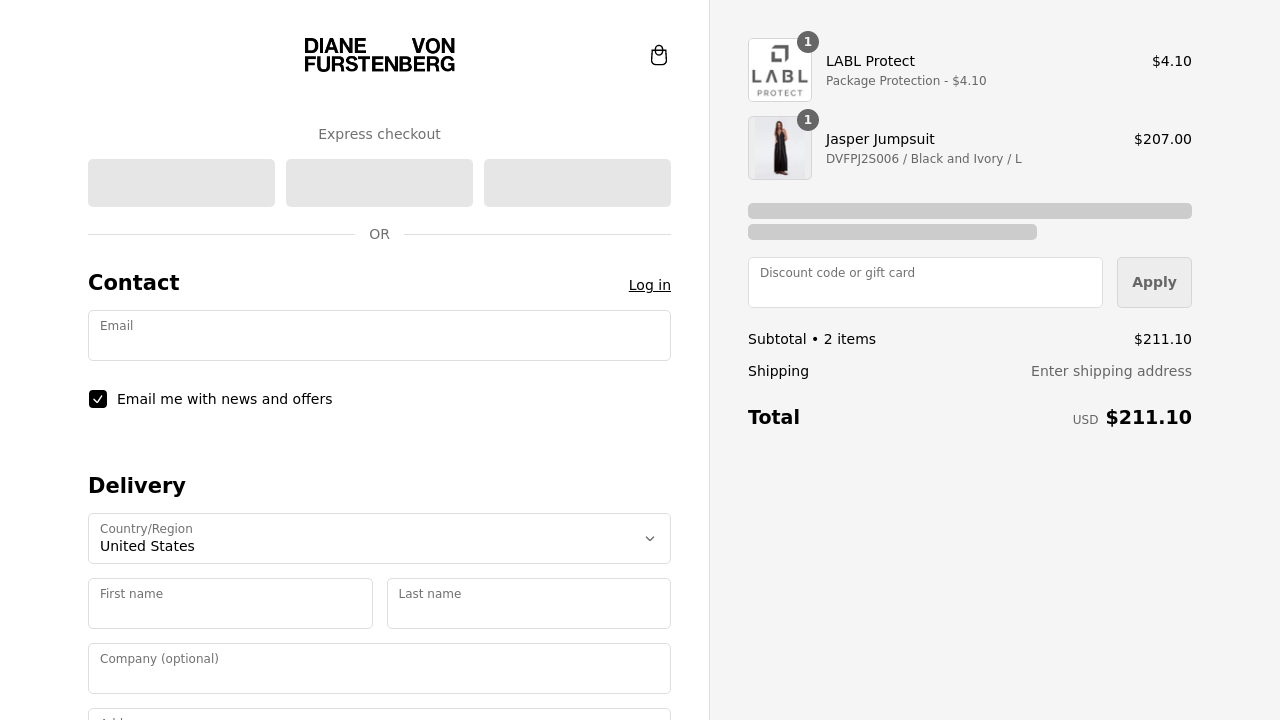 DIANE VON
FURSTENBERG
Express checkout
OR
Contact
Log in
Email
Email me with news and offers
Delivery
Country/Region
United States
First name
Last name
Company (optional)
1
LABL
PROTECT
LABL Protect
$4.10
Package Protection - $4.10
1
Jasper Jumpsuit
$207.00
DVFPJ2S006 / Black and Ivory / L
Discount code or gift card
Apply
Subtotal • 2 items
$211.10
Shipping
Enter shipping address
Total
USD $211.10